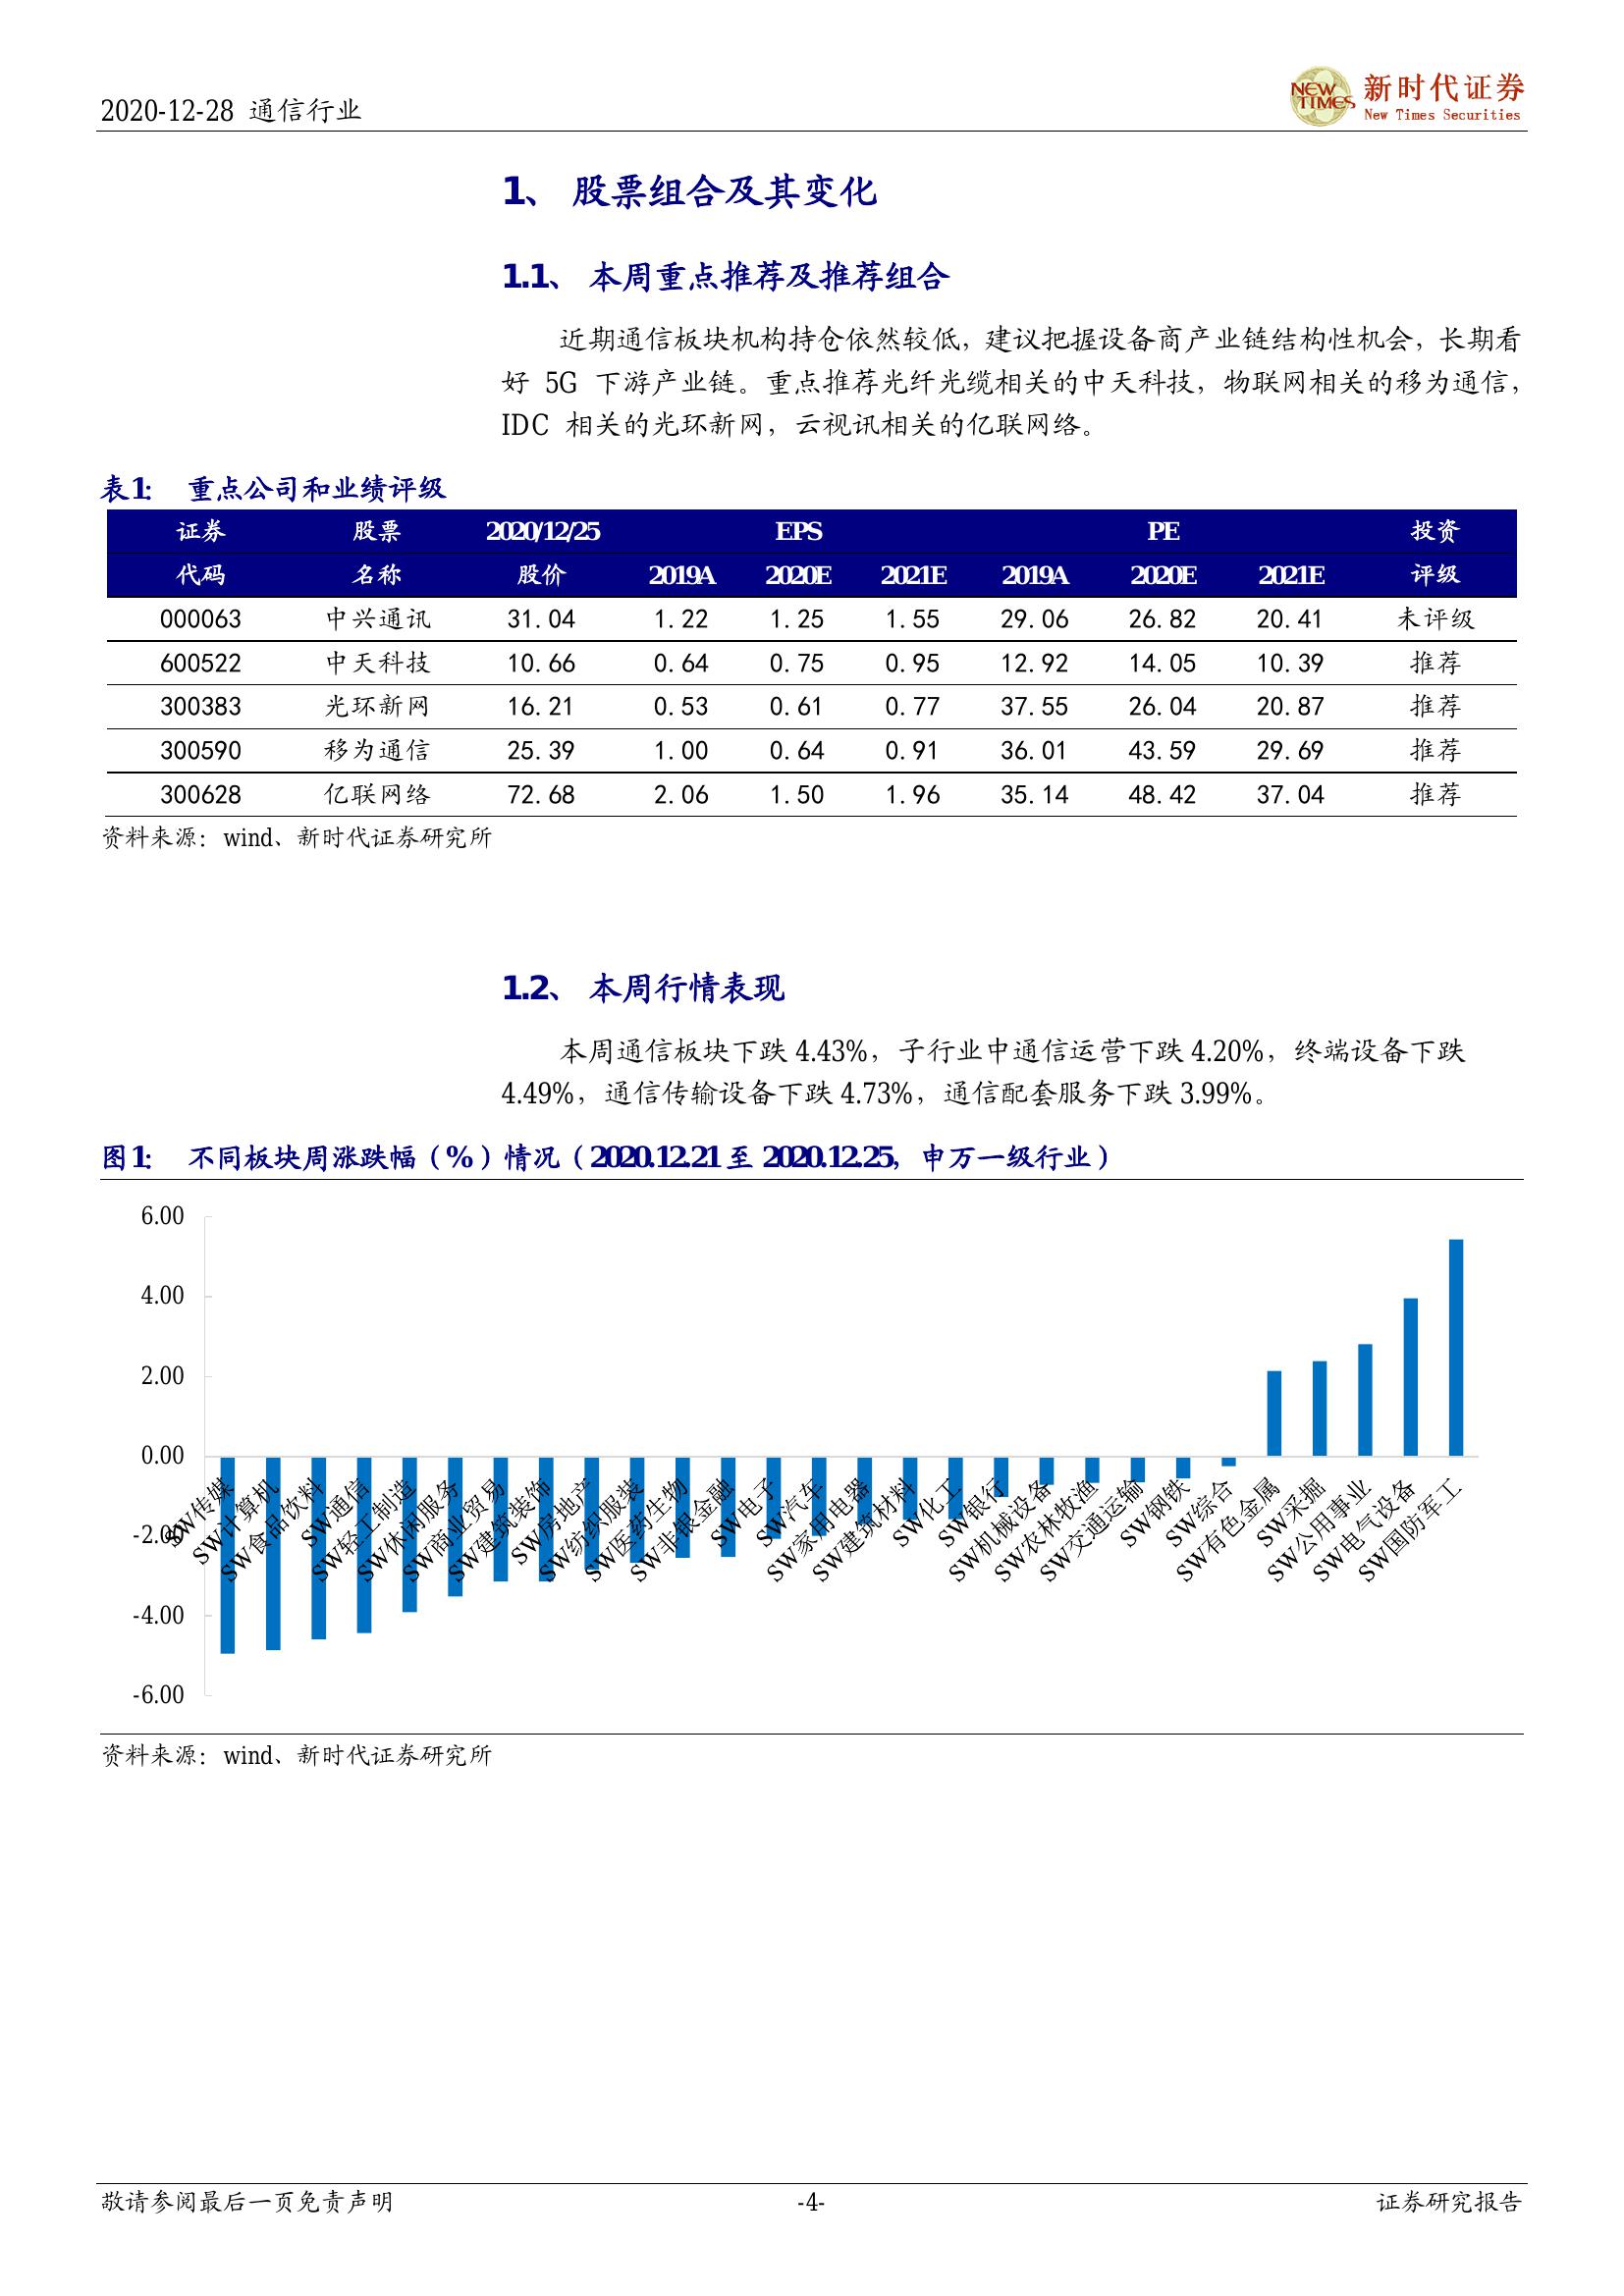 2020-12-28 通信行业
NEW TIMES 新时代证券
New Times Securities
1、 股票组合及其变化
1.1、 本周重点推荐及推荐组合
近期通信板块机构持仓依然较低，建议把握设备商产业链结构性机会，长期看
好 5G 下游产业链。重点推荐光纤光缆相关的中天科技，物联网相关的移为通信，
IDC 相关的光环新网，云视讯相关的亿联网络。
表1： 重点公司和业绩评级
证券 股票 2020/12/25 EPS PE 投资
代码 名称 股价 2019A 2020E 2021E 2019A 2020E 2021E 评级
000063 中兴通讯 31.04 1.22 1.25 1.55 29.06 26.82 20.41 未评级
600522 中天科技 10.66 0.64 0.75 0.95 12.92 14.05 10.39 推荐
300383 光环新网 16.21 0.53 0.61 0.77 37.55 26.04 20.87 推荐
300590 移为通信 25.39 1.00 0.64 0.91 36.01 43.59 29.69 推荐
300628 亿联网络 72.68 2.06 1.50 1.96 35.14 48.42 37.04 推荐
资料来源：wind、新时代证券研究所
1.2、 本周行情表现
本周通信板块下跌 4.43%，子行业中通信运营下跌 4.20%，终端设备下跌
4.49%，通信传输设备下跌 4.73%，通信配套服务下跌 3.99%。
图1： 不同板块周涨跌幅（%）情况（2020.12.21 至 2020.12.25，申万一级行业）
6.00
4.00
2.00
0.00
-2.00
-4.00
-6.00
SW传媒
SW计算机
SW食品饮料
SW通信
SW轻工制造
SW休闲服务
SW商业贸易
SW建筑装饰
SW房地产
SW纺织服装
SW医药生物
SW非银金融
SW电子
SW汽车
SW家用电器
SW建筑材料
SW化工
SW银行
SW机械设备
SW农林牧渔
SW交通运输
SW钢铁
SW综合
SW有色金属
SW采掘
SW公用事业
SW电气设备
SW国防军工
资料来源：wind、新时代证券研究所
敬请参阅最后一页免责声明 -4- 证券研究报告